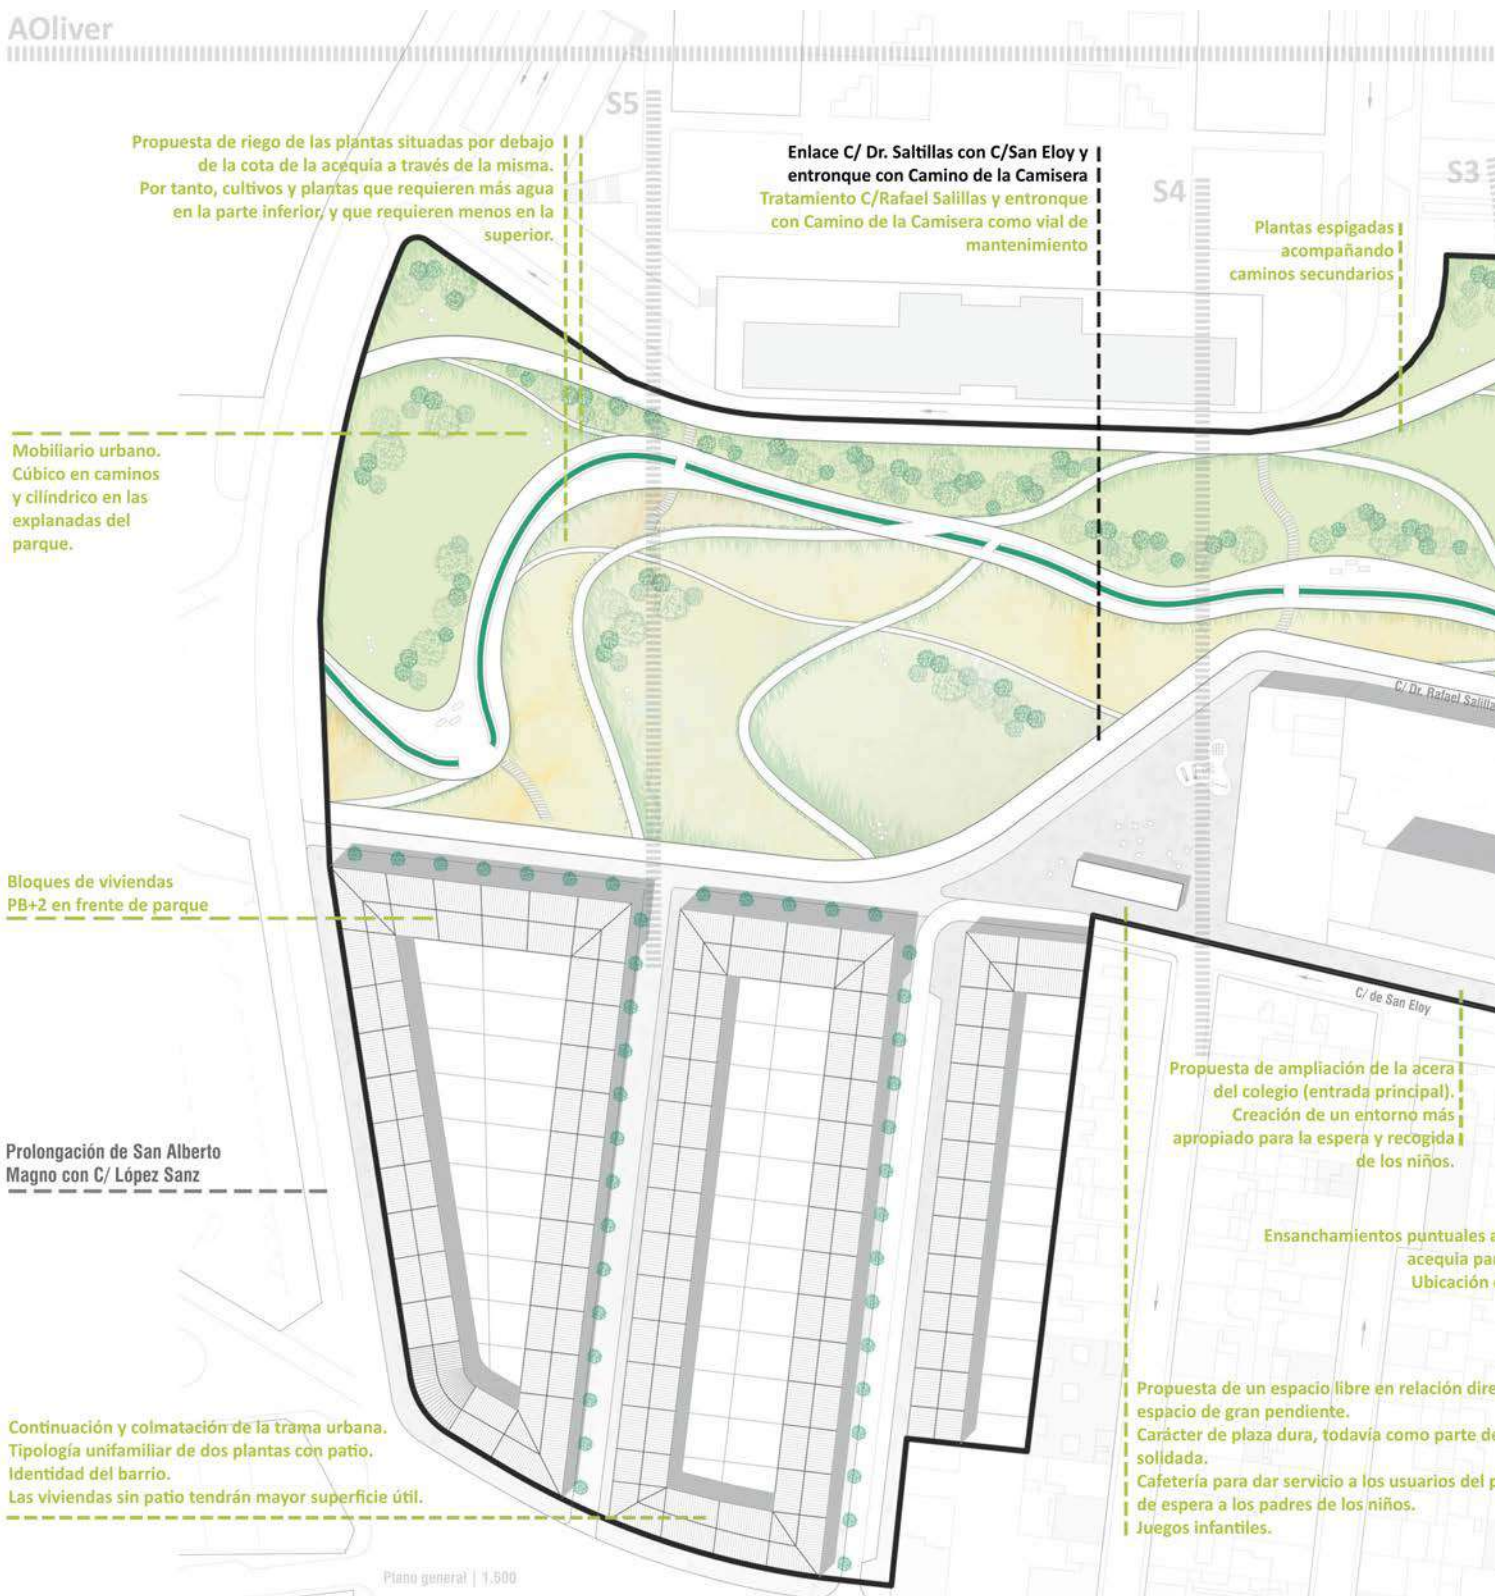 AOliver
S5
S4
S3
Propuesta de riego de las plantas situadas por debajo
de la cota de la acequia a través de la misma.
Por tanto, cultivos y plantas que requieren más agua
en la parte inferior, y que requieren menos en la
superior.
Enlace C/ Dr. Saltillas con C/San Eloy y
entronque con Camino de la Camisera
Tratamiento C/Rafael Salillas y entronque
con Camino de la Camisera como vial de
mantenimiento
Plantas espigadas
acompañando
caminos secundarios
Mobiliario urbano.
Cúbico en caminos
y cilíndrico en las
explanadas del
parque.
C/ Dr. Rafael Salilla
Bloques de viviendas
PB+2 en frente de parque
C/ de San Eloy
Propuesta de ampliación de la acera
del colegio (entrada principal).
Creación de un entorno más
apropiado para la espera y recogida
de los niños.
Prolongación de San Alberto
Magno con C/ López Sanz
Ensanchamientos puntuales a
acequia par
Ubicación
Propuesta de un espacio libre en relación dire
espacio de gran pendiente.
Carácter de plaza dura, todavía como parte de
solidada.
Cafetería para dar servicio a los usuarios del p
de espera a los padres de los niños.
Juegos infantiles.
Continuación y colmatación de la trama urbana.
Tipología unifamiliar de dos plantas con patio.
Identidad del barrio.
Las viviendas sin patio tendrán mayor superficie útil.
Plano general | 1.500